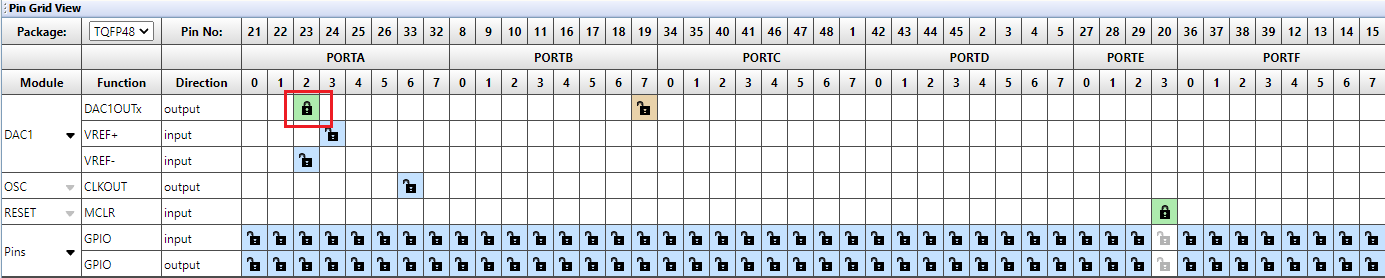 Pin Grid View
Package: TQFP48 Pin No: 21 22 23 24 25 26 33 32 8 9 10 11 16 17 18 19 34 35 40 41 46 47 48 1 42 43 44 45 2 3 4 5 27 28 29 20 36 37 38 39 12 13 14 15
PORTA PORTB PORTC PORTD PORTE PORTF
Module Function Direction 0 1 2 3 4 5 6 7 0 1 2 3 4 5 6 7 0 1 2 3 4 5 6 7 0 1 2 3 4 5 6 7 0 1 2 3 0 1 2 3 4 5 6 7
DAC1OUTx output
DAC1 VREF+ input
VREF- input
OSC CLKOUT output
RESET MCLR input
Pins GPIO input
GPIO output